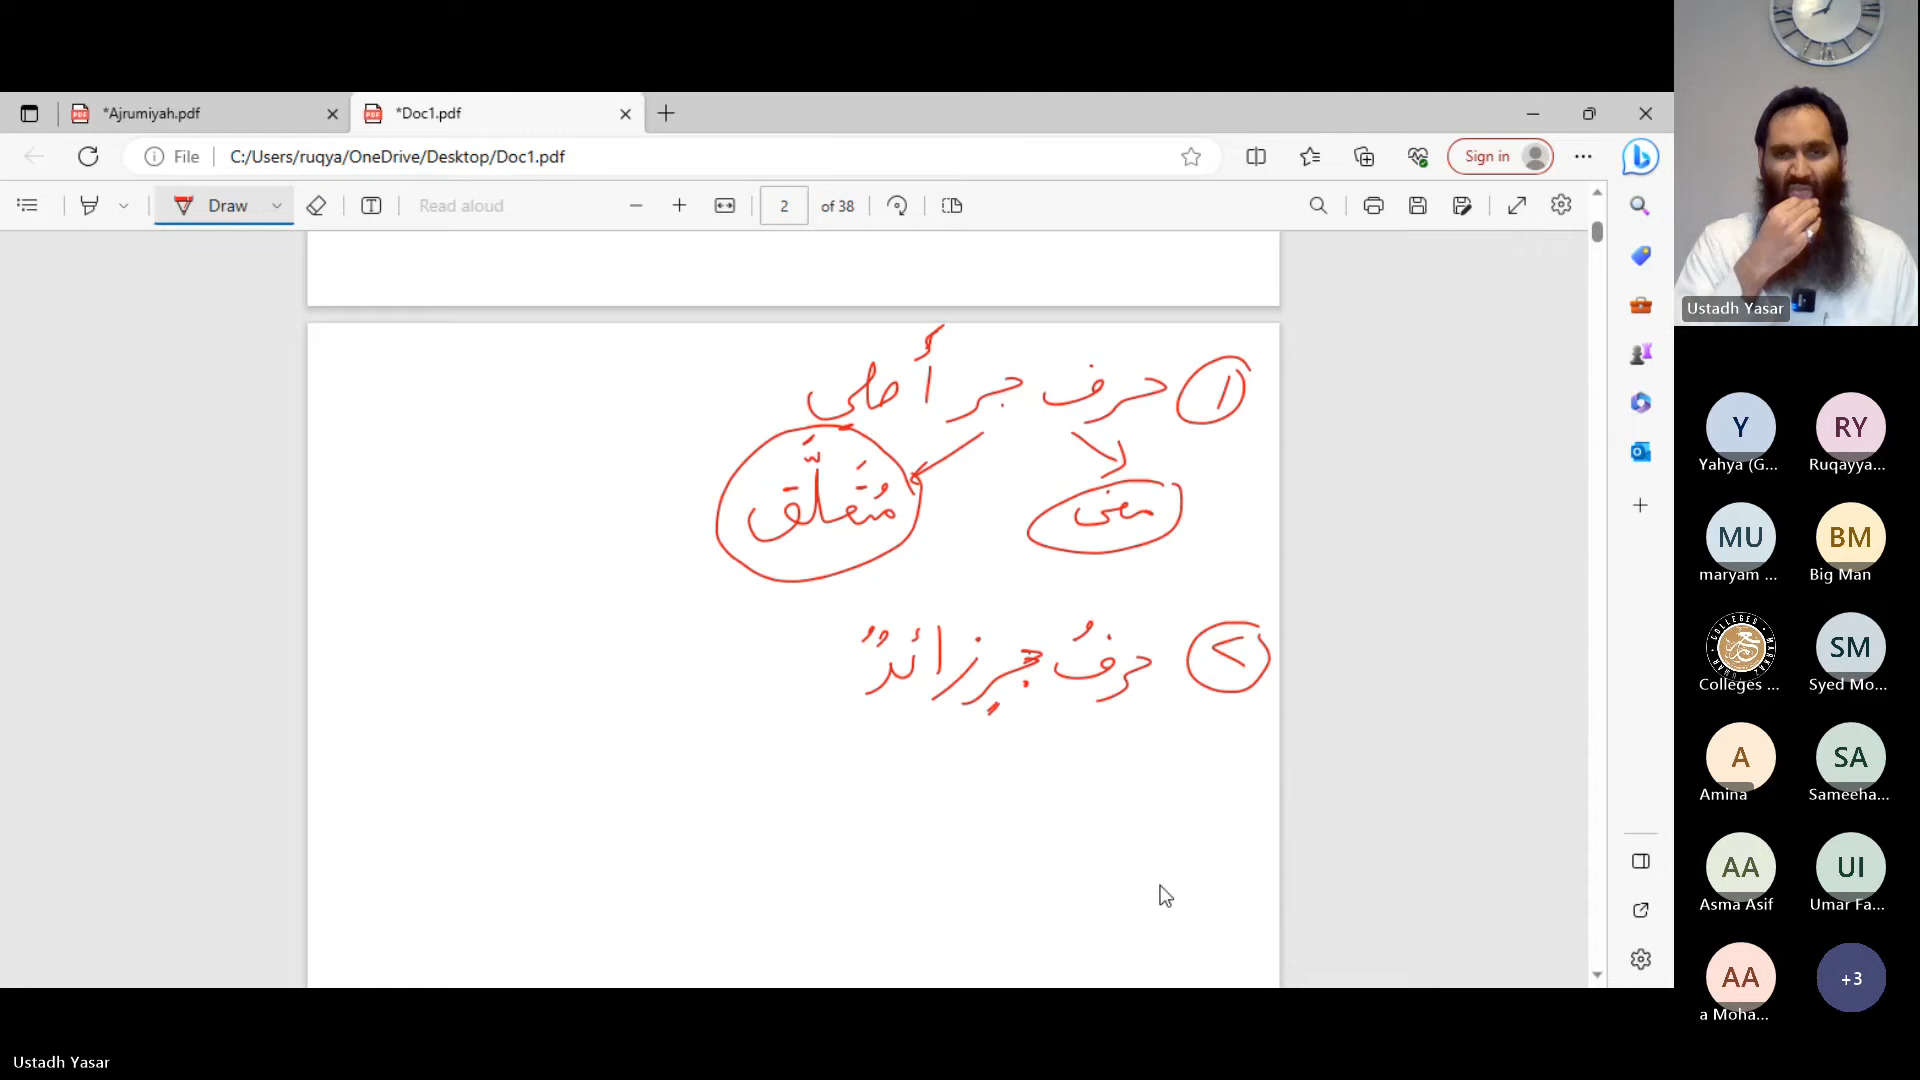 *Ajrumiyah.pdf
*Doc1.pdf
File
C:/Users/ruqya/OneDrive/Desktop/Doc1.pdf
Sign in
Draw
Read aloud
2 of 38
١ حرف جر أَصلي
معنى
مُتَعَلَّق
٢ حرفُ جرٍ زائدٌ
Ustadh Yasar
Y
Yahya (G...
RY
Ruqayya...
MU
maryam ...
BM
Big Man
Colleges ...
SM
Syed Mo...
A
Amina
SA
Sameeha...
AA
Asma Asif
UI
Umar Fa...
AA
a Moha...
+3
Ustadh Yasar